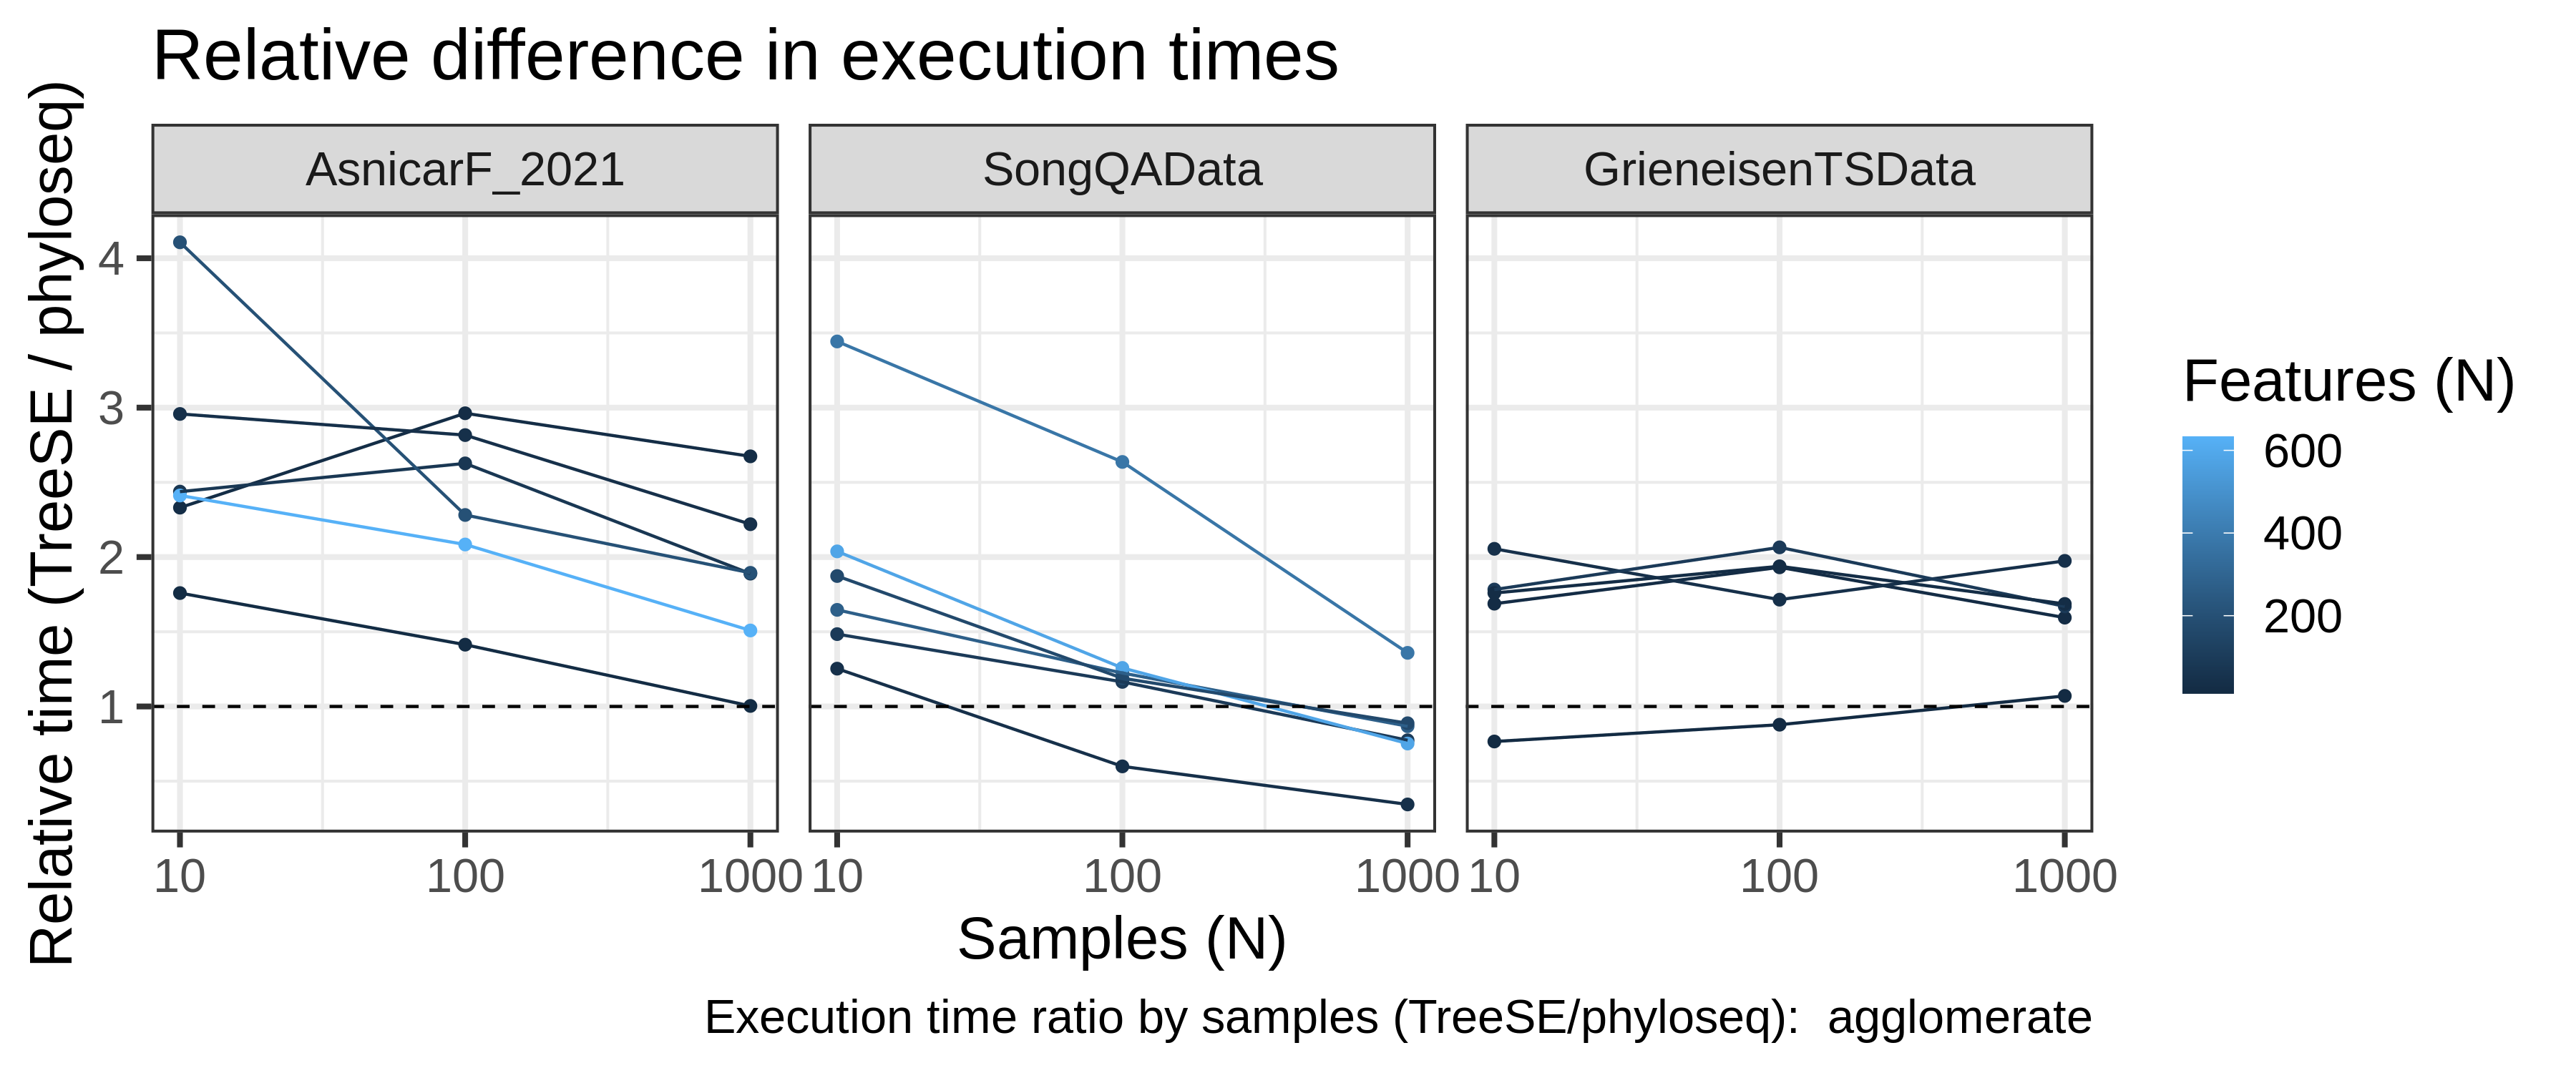 Relative difference in execution times
Relative time (TreeSE / phyloseq)
AsnicarF_2021
SongQAData
GrieneisenTSData
4
3
2
1
10 100 1000
10 100 1000
10 100 1000
Samples (N)
Features (N)
600
400
200
Execution time ratio by samples (TreeSE/phyloseq):  agglomerate